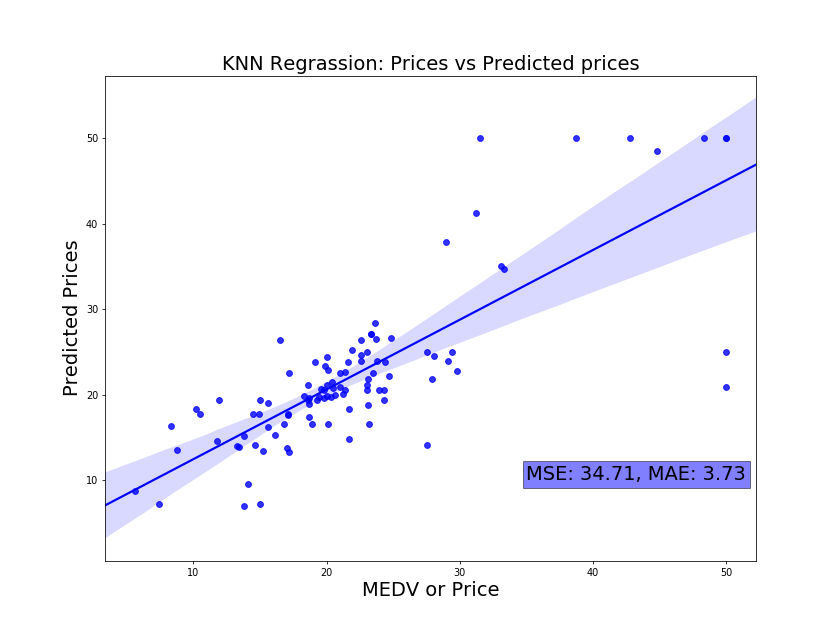 KNN Regrassion: Prices vs Predicted prices
50
40
30
20
10
Predicted Prices
MSE: 34.71, MAE: 3.73
10 20 30 40 50
MEDV or Price